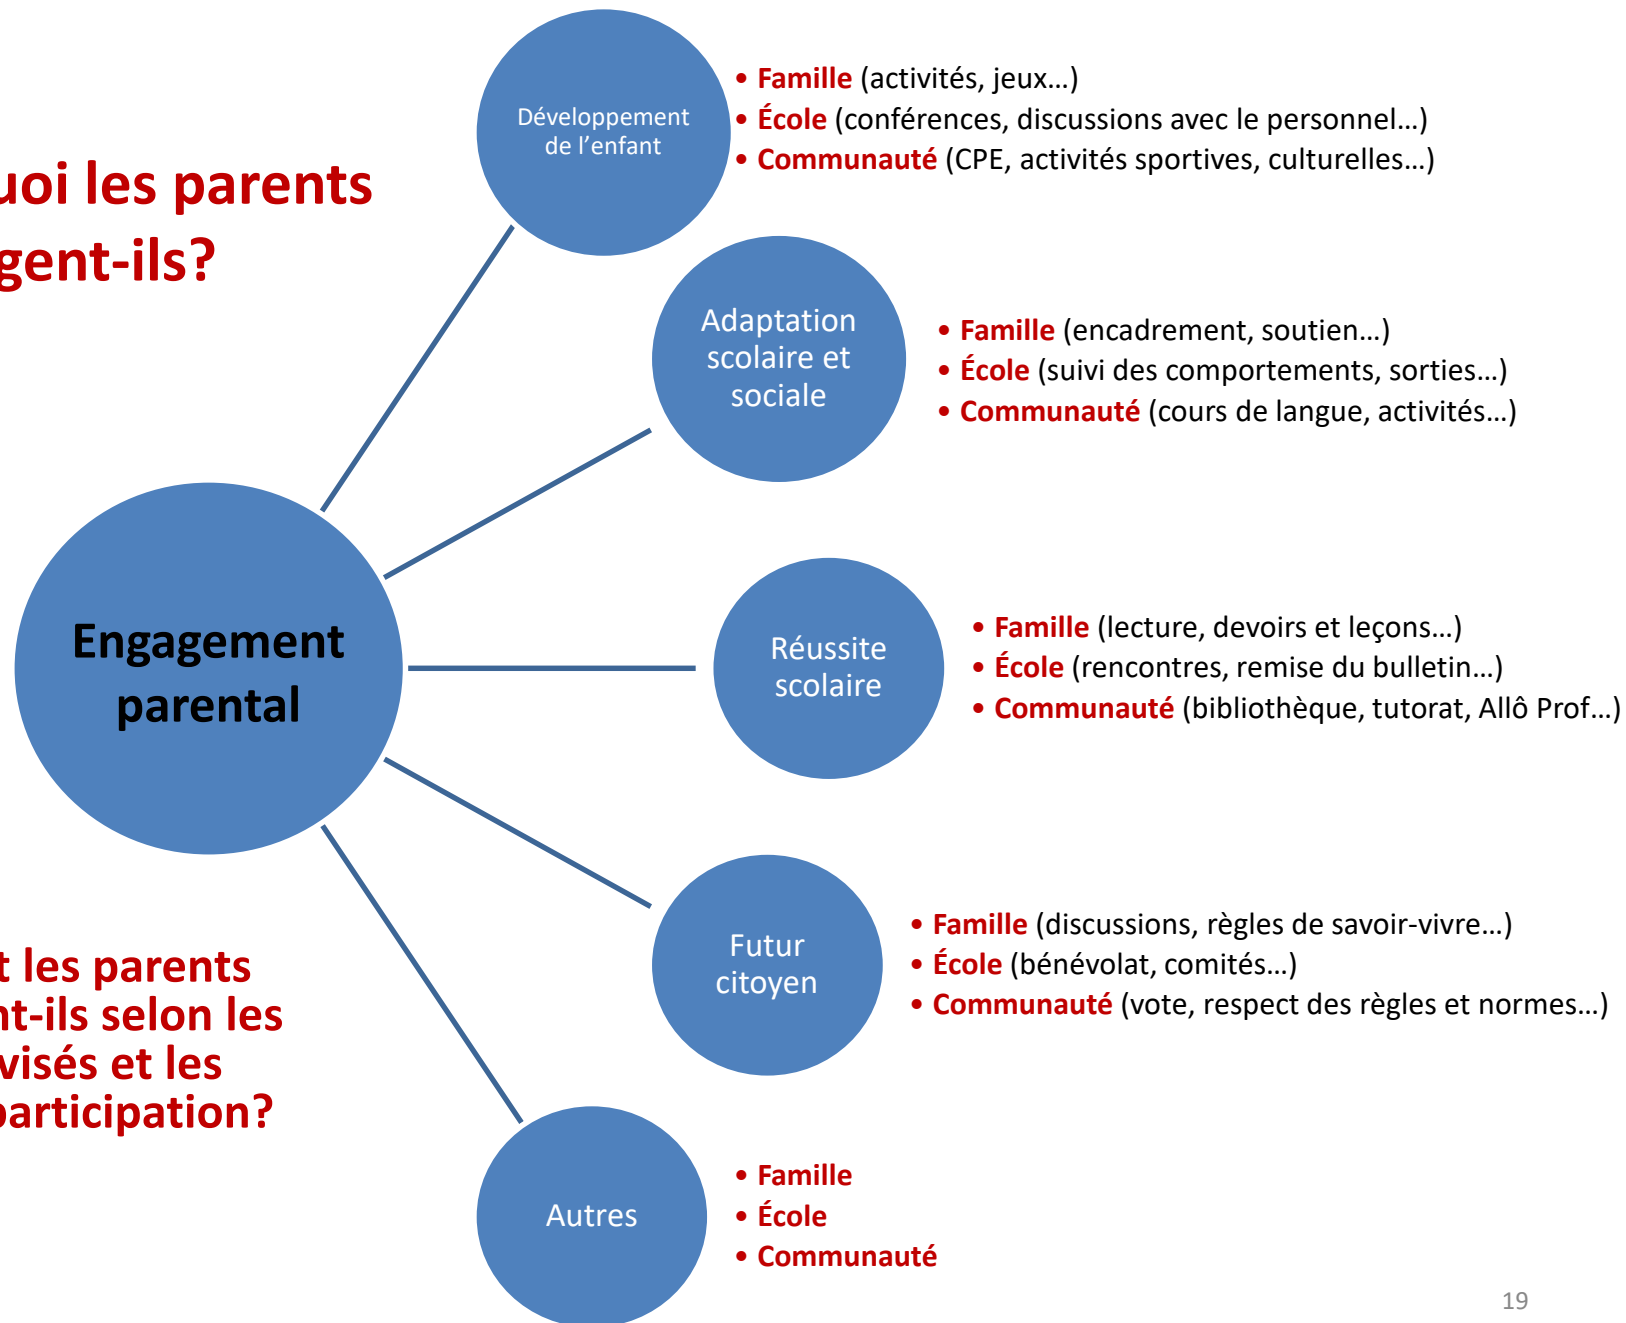 uoi les parents
gent-ils?
Développement
de l’enfant
• Famille (activités, jeux…)
• École (conférences, discussions avec le personnel…)
• Communauté (CPE, activités sportives, culturelles…)
Adaptation
scolaire et
sociale
• Famille (encadrement, soutien…)
• École (suivi des comportements, sorties…)
• Communauté (cours de langue, activités…)
Engagement
parental
Réussite
scolaire
• Famille (lecture, devoirs et leçons…)
• École (rencontres, remise du bulletin…)
• Communauté (bibliothèque, tutorat, Allô Prof…)
Futur
citoyen
• Famille (discussions, règles de savoir-vivre…)
• École (bénévolat, comités…)
• Communauté (vote, respect des règles et normes…)
t les parents
nt-ils selon les
visés et les
participation?
Autres
• Famille
• École
• Communauté
19